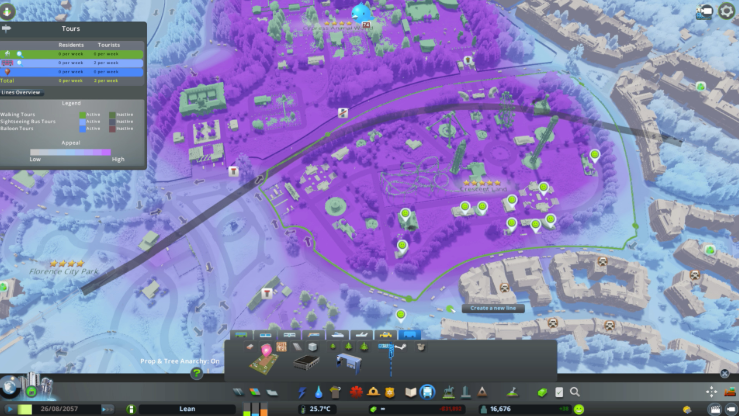 Tours
Residents Tourists
0 per week 0 per week
0 per week 0 per week
0 per week 0 per week
Total 0 per week 0 per week
Lines Overview
Legend
Walking Tours Active Inactive
Sightseeing Bus Tours Active Inactive
Balloon Tours Active Inactive
Appeal
Low High
Florence City Park
Create a new line
Prop & Tree Anarchy: On
26/08/2057
Lean
25.7°C
16,676